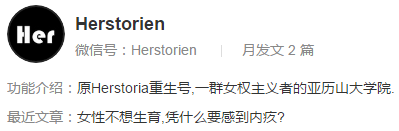 Her
Herstorien
微信号：Herstorien 月发文 2 篇
功能介绍：原Herstoria重生号,一群女权主义者的亚历山大学院.
最近文章：女性不想生育,凭什么要感到内疚?